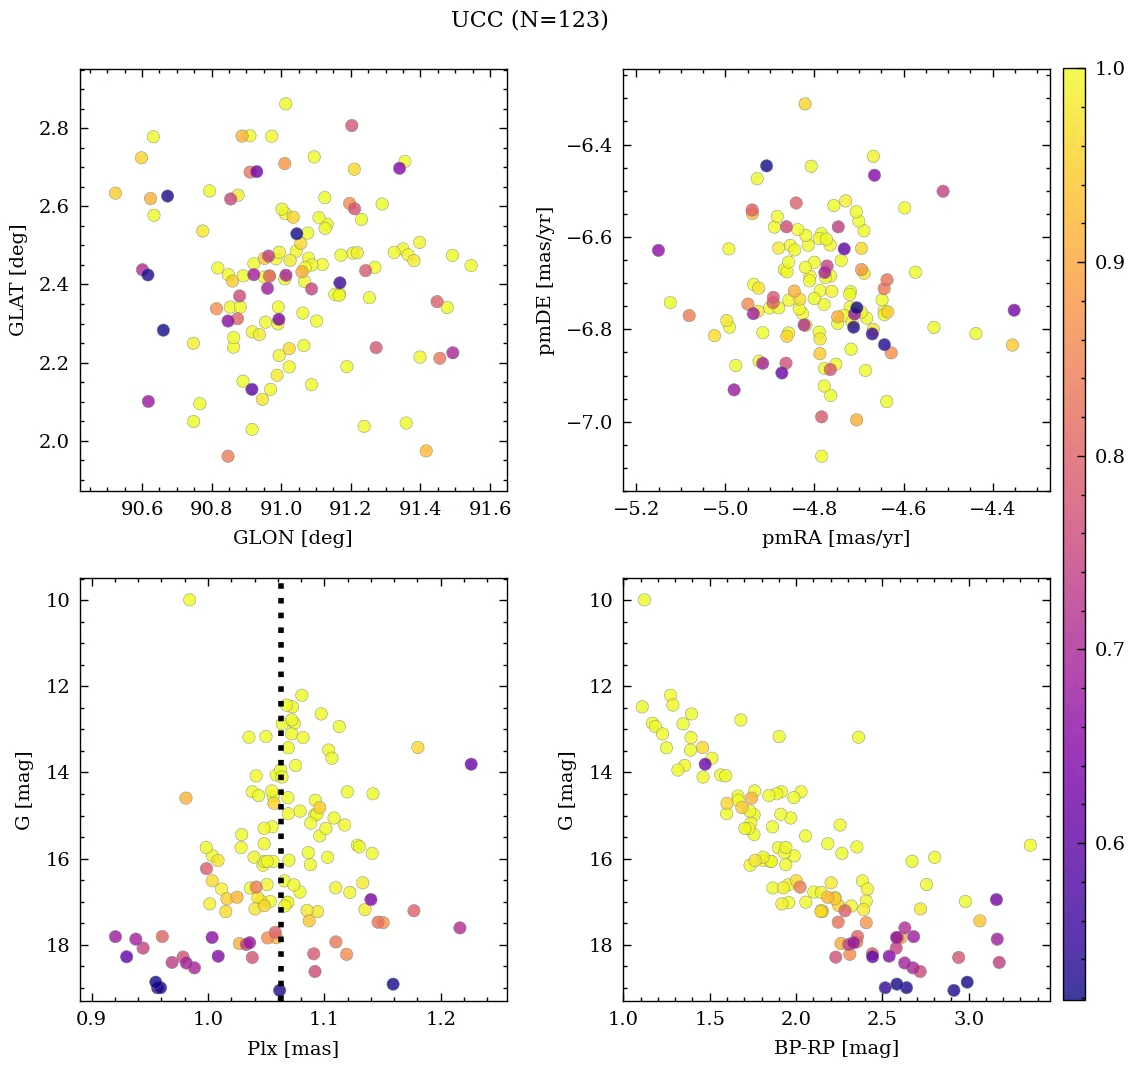 UCC (N=123)
2.8
2.6
2.4
2.2
2.0
GLAT [deg]
90.6 90.8 91.0 91.2 91.4 91.6
GLON [deg]
−6.4
−6.6
−6.8
−7.0
pmDE [mas/yr]
−5.2 −5.0 −4.8 −4.6 −4.4
pmRA [mas/yr]
10
12
14
16
18
G [mag]
0.9 1.0 1.1 1.2
Plx [mas]
10
12
14
16
18
G [mag]
1.0 1.5 2.0 2.5 3.0
BP-RP [mag]
1.0
0.9
0.8
0.7
0.6